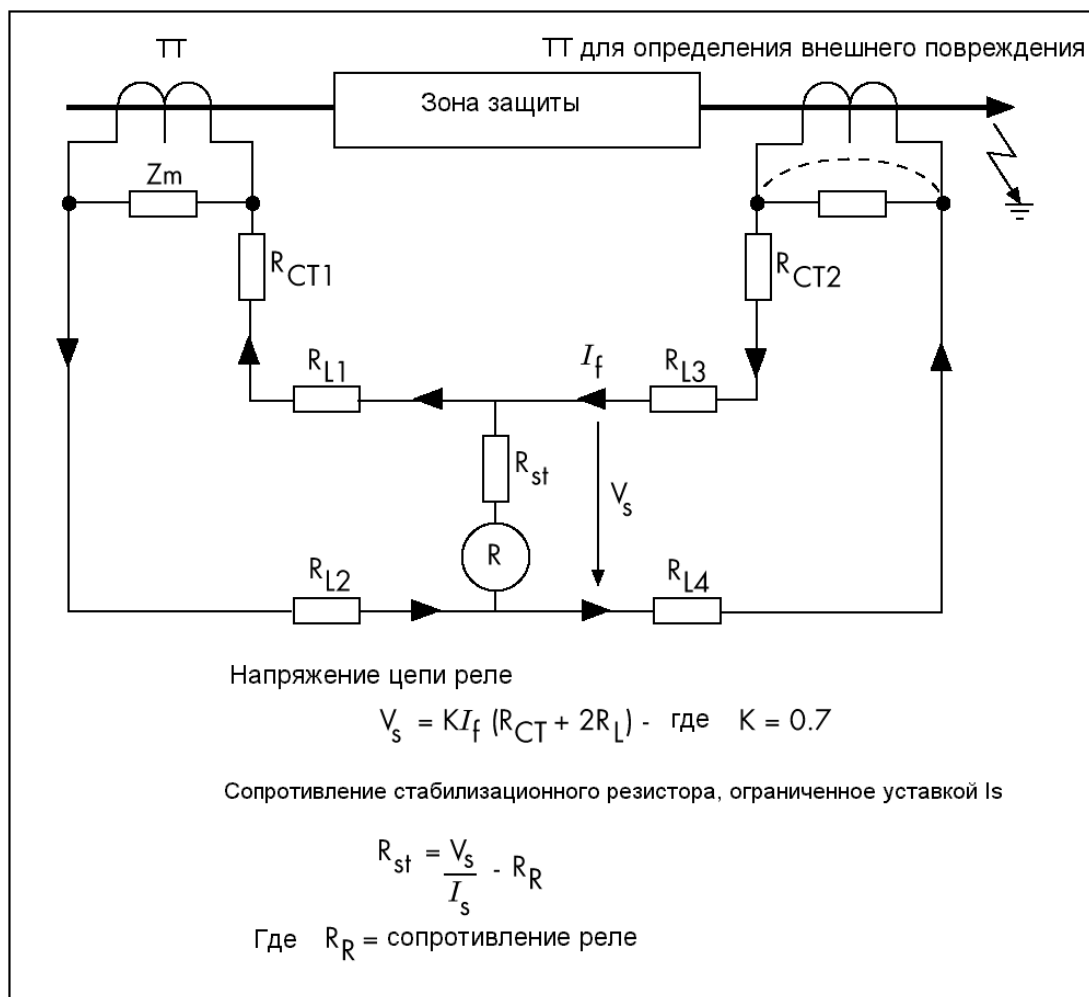 ТТ
ТТ для определения внешнего повреждения
Зона защиты
Zm
RCT1
RCT2
RL1
If
RL3
Rst
Vs
R
RL2
RL4
Напряжение цепи реле
Vs = KIf (RCT + 2RL) - где K = 0.7
Сопротивление стабилизационного резистора, ограниченное уставкой Is
Rst = Vs / Is - RR
Где RR = сопротивление реле